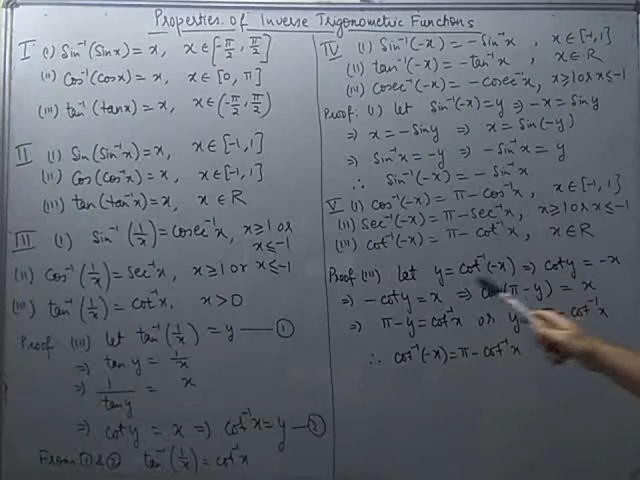 Properties of Inverse Trigonometric Functions
I (i) Sin⁻¹(Sinx) = x, x ∈ [-π/2, π/2]
(ii) Cos⁻¹(cosx) = x, x ∈ [0, π]
(iii) tan⁻¹(tanx) = x, x ∈ (-π/2, π/2)
II (i) Sin(Sin⁻¹x) = x, x ∈ [-1, 1]
(ii) Cos(Cos⁻¹x) = x, x ∈ [-1, 1]
(iii) tan(tan⁻¹x) = x, x ∈ R
III (i) Sin⁻¹(1/x) = cosec⁻¹x, x ≥ 1 or
x ≤ -1
(ii) Cos⁻¹(1/x) = Sec⁻¹x, x ≥ 1 or x ≤ -1
(iii) tan⁻¹(1/x) = Cot⁻¹x, x > 0
Proof (iii) let tan⁻¹(1/x) = y —— ①
⇒ tan y = 1/x
⇒ 1/tany = x
⇒ coty = x ⇒ Cot⁻¹x = y — ②
From ① & ② tan⁻¹(1/x) = cot⁻¹x
IV (i) Sin⁻¹(-x) = -Sin⁻¹x, x ∈ [-1, 1]
(ii) tan⁻¹(-x) = -tan⁻¹x, x ∈ R
(iii) Cosec⁻¹(-x) = -cosec⁻¹x, x ≥ 1 or x ≤ -1
Proof: (i) let Sin⁻¹(-x) = y ⇒ -x = Siny
⇒ x = -Siny ⇒ x = Sin(-y)
⇒ Sin⁻¹x = -y ⇒ -Sin⁻¹x = y
∴ Sin⁻¹(-x) = -Sin⁻¹x
V (i) Cos⁻¹(-x) = π - Cos⁻¹x, x ∈ [-1, 1]
(ii) Sec⁻¹(-x) = π - Sec⁻¹x, x ≥ 1 or x ≤ -1
(iii) Cot⁻¹(-x) = π - cot⁻¹x, x ∈ R
Proof (iii) let y = cot⁻¹(-x) ⇒ coty = -x
⇒ -coty = x ⇒ (π - y) = x
⇒ π - y = cot⁻¹x or y = - cot⁻¹x
∴ cot⁻¹(-x) = π - cot⁻¹x